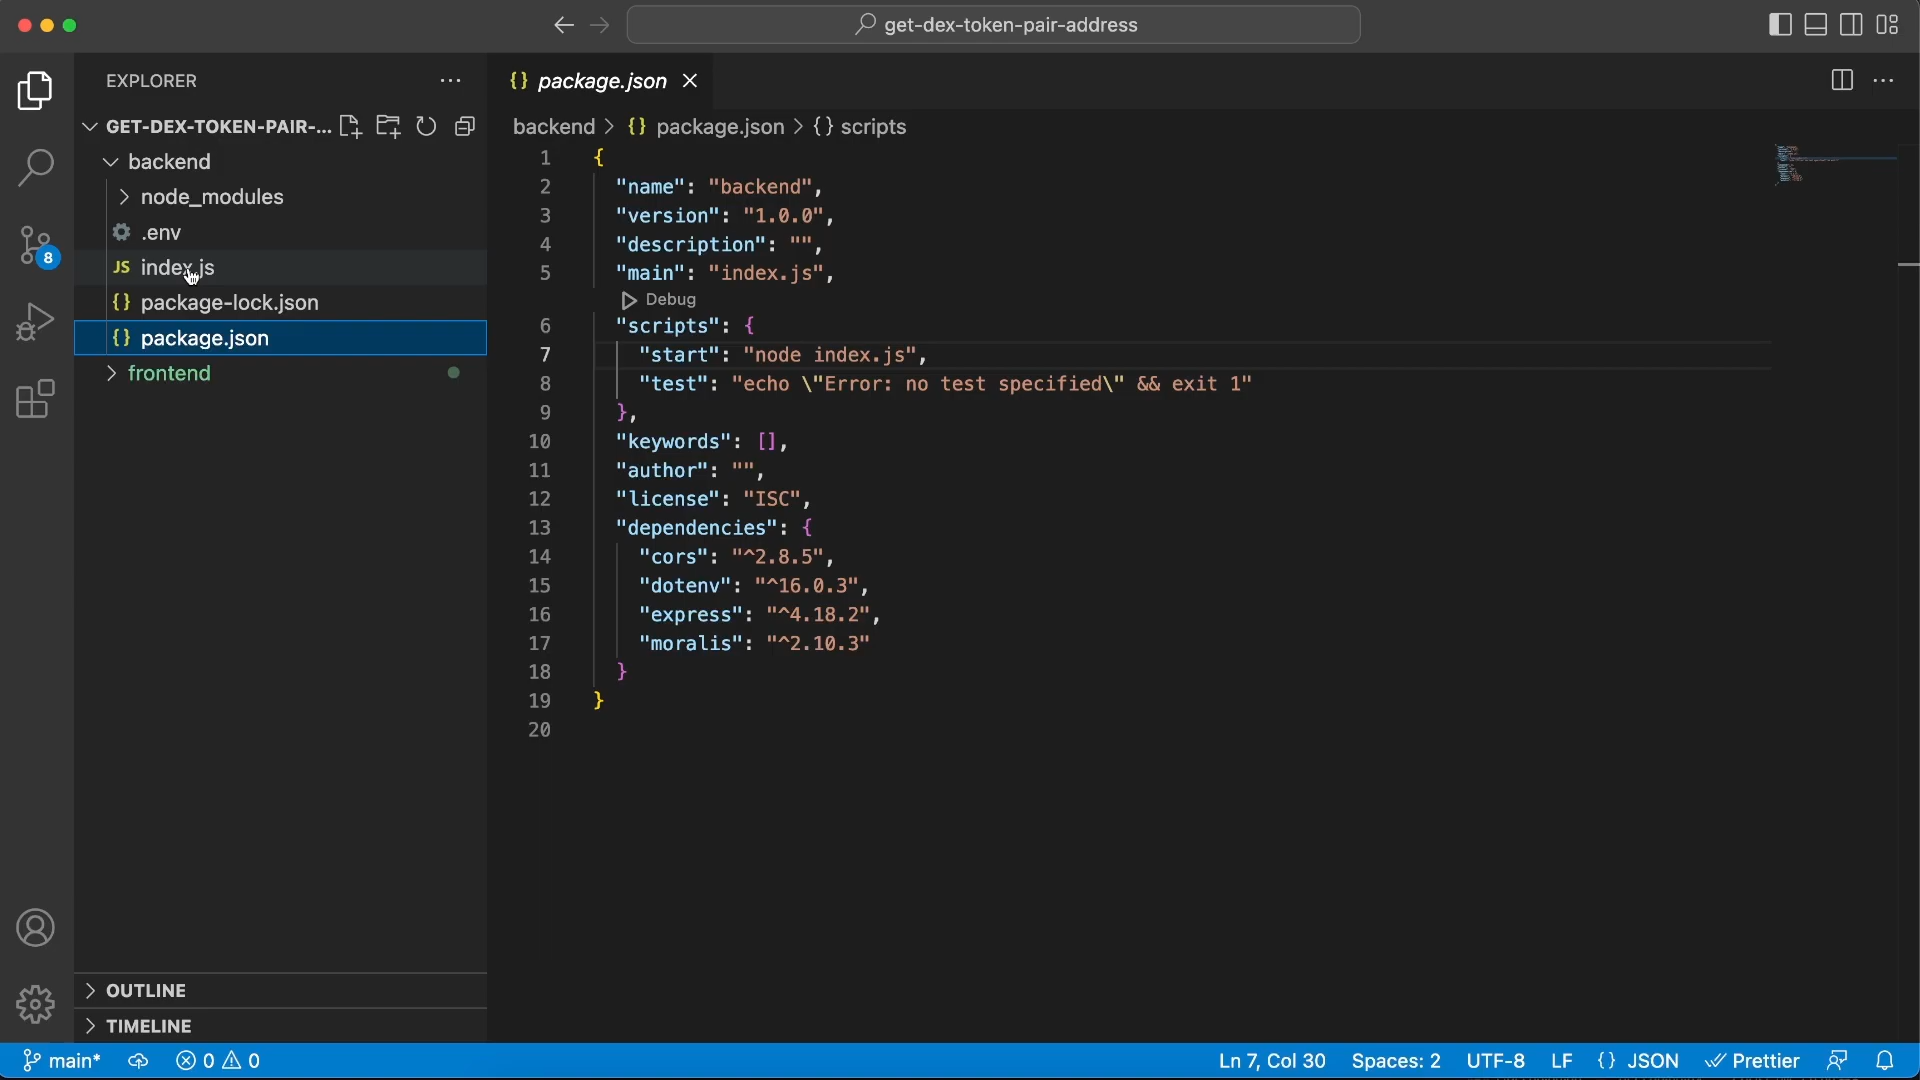 get-dex-token-pair-address
EXPLORER
GET-DEX-TOKEN-PAIR-...
backend
node_modules
.env
JS index.js
{} package-lock.json
{} package.json
frontend
OUTLINE
TIMELINE
8
{} package.json
backend > {} package.json > {} scripts
1 {
2 "name": "backend",
3 "version": "1.0.0",
4 "description": "",
5 "main": "index.js",
Debug
6 "scripts": {
7 "start": "node index.js",
8 "test": "echo \"Error: no test specified\" && exit 1"
9 },
10 "keywords": [],
11 "author": "",
12 "license": "ISC",
13 "dependencies": {
14 "cors": "^2.8.5",
15 "dotenv": "^16.0.3",
16 "express": "^4.18.2",
17 "moralis": "^2.10.3"
18 }
19 }
20
main* 0 0 Ln 7, Col 30 Spaces: 2 UTF-8 LF {} JSON Prettier